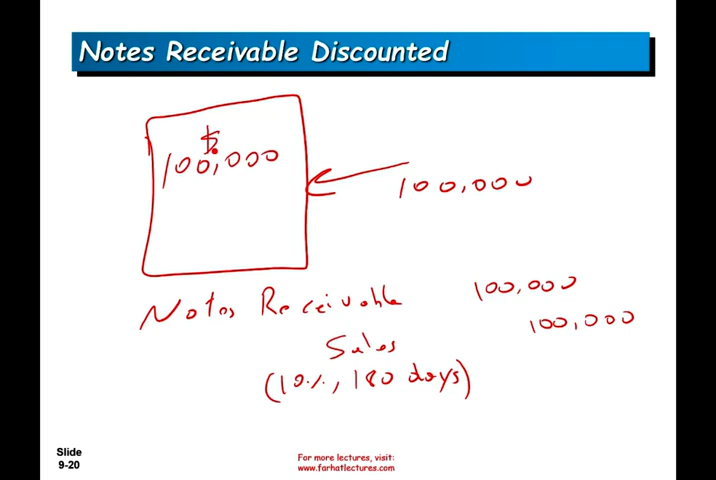 Notes Receivable Discounted
$
100,000
100,000
Notes Receivable 100,000
Sales 100,000
(10%, 180 days)
Slide
9-20
For more lectures, visit:
www.farhatlectures.com